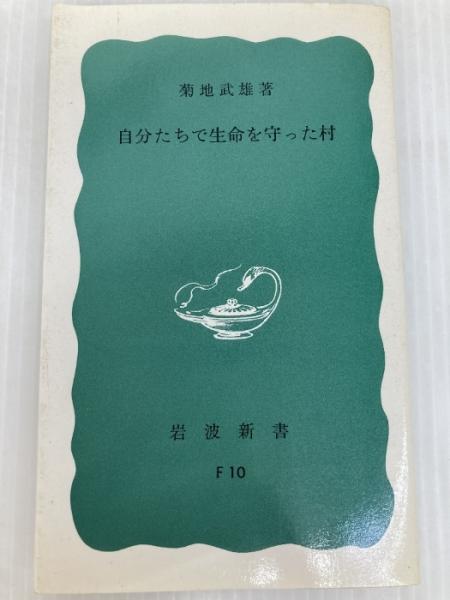 菊地武雄著
自分たちで生命を守った村
岩波新書
F10